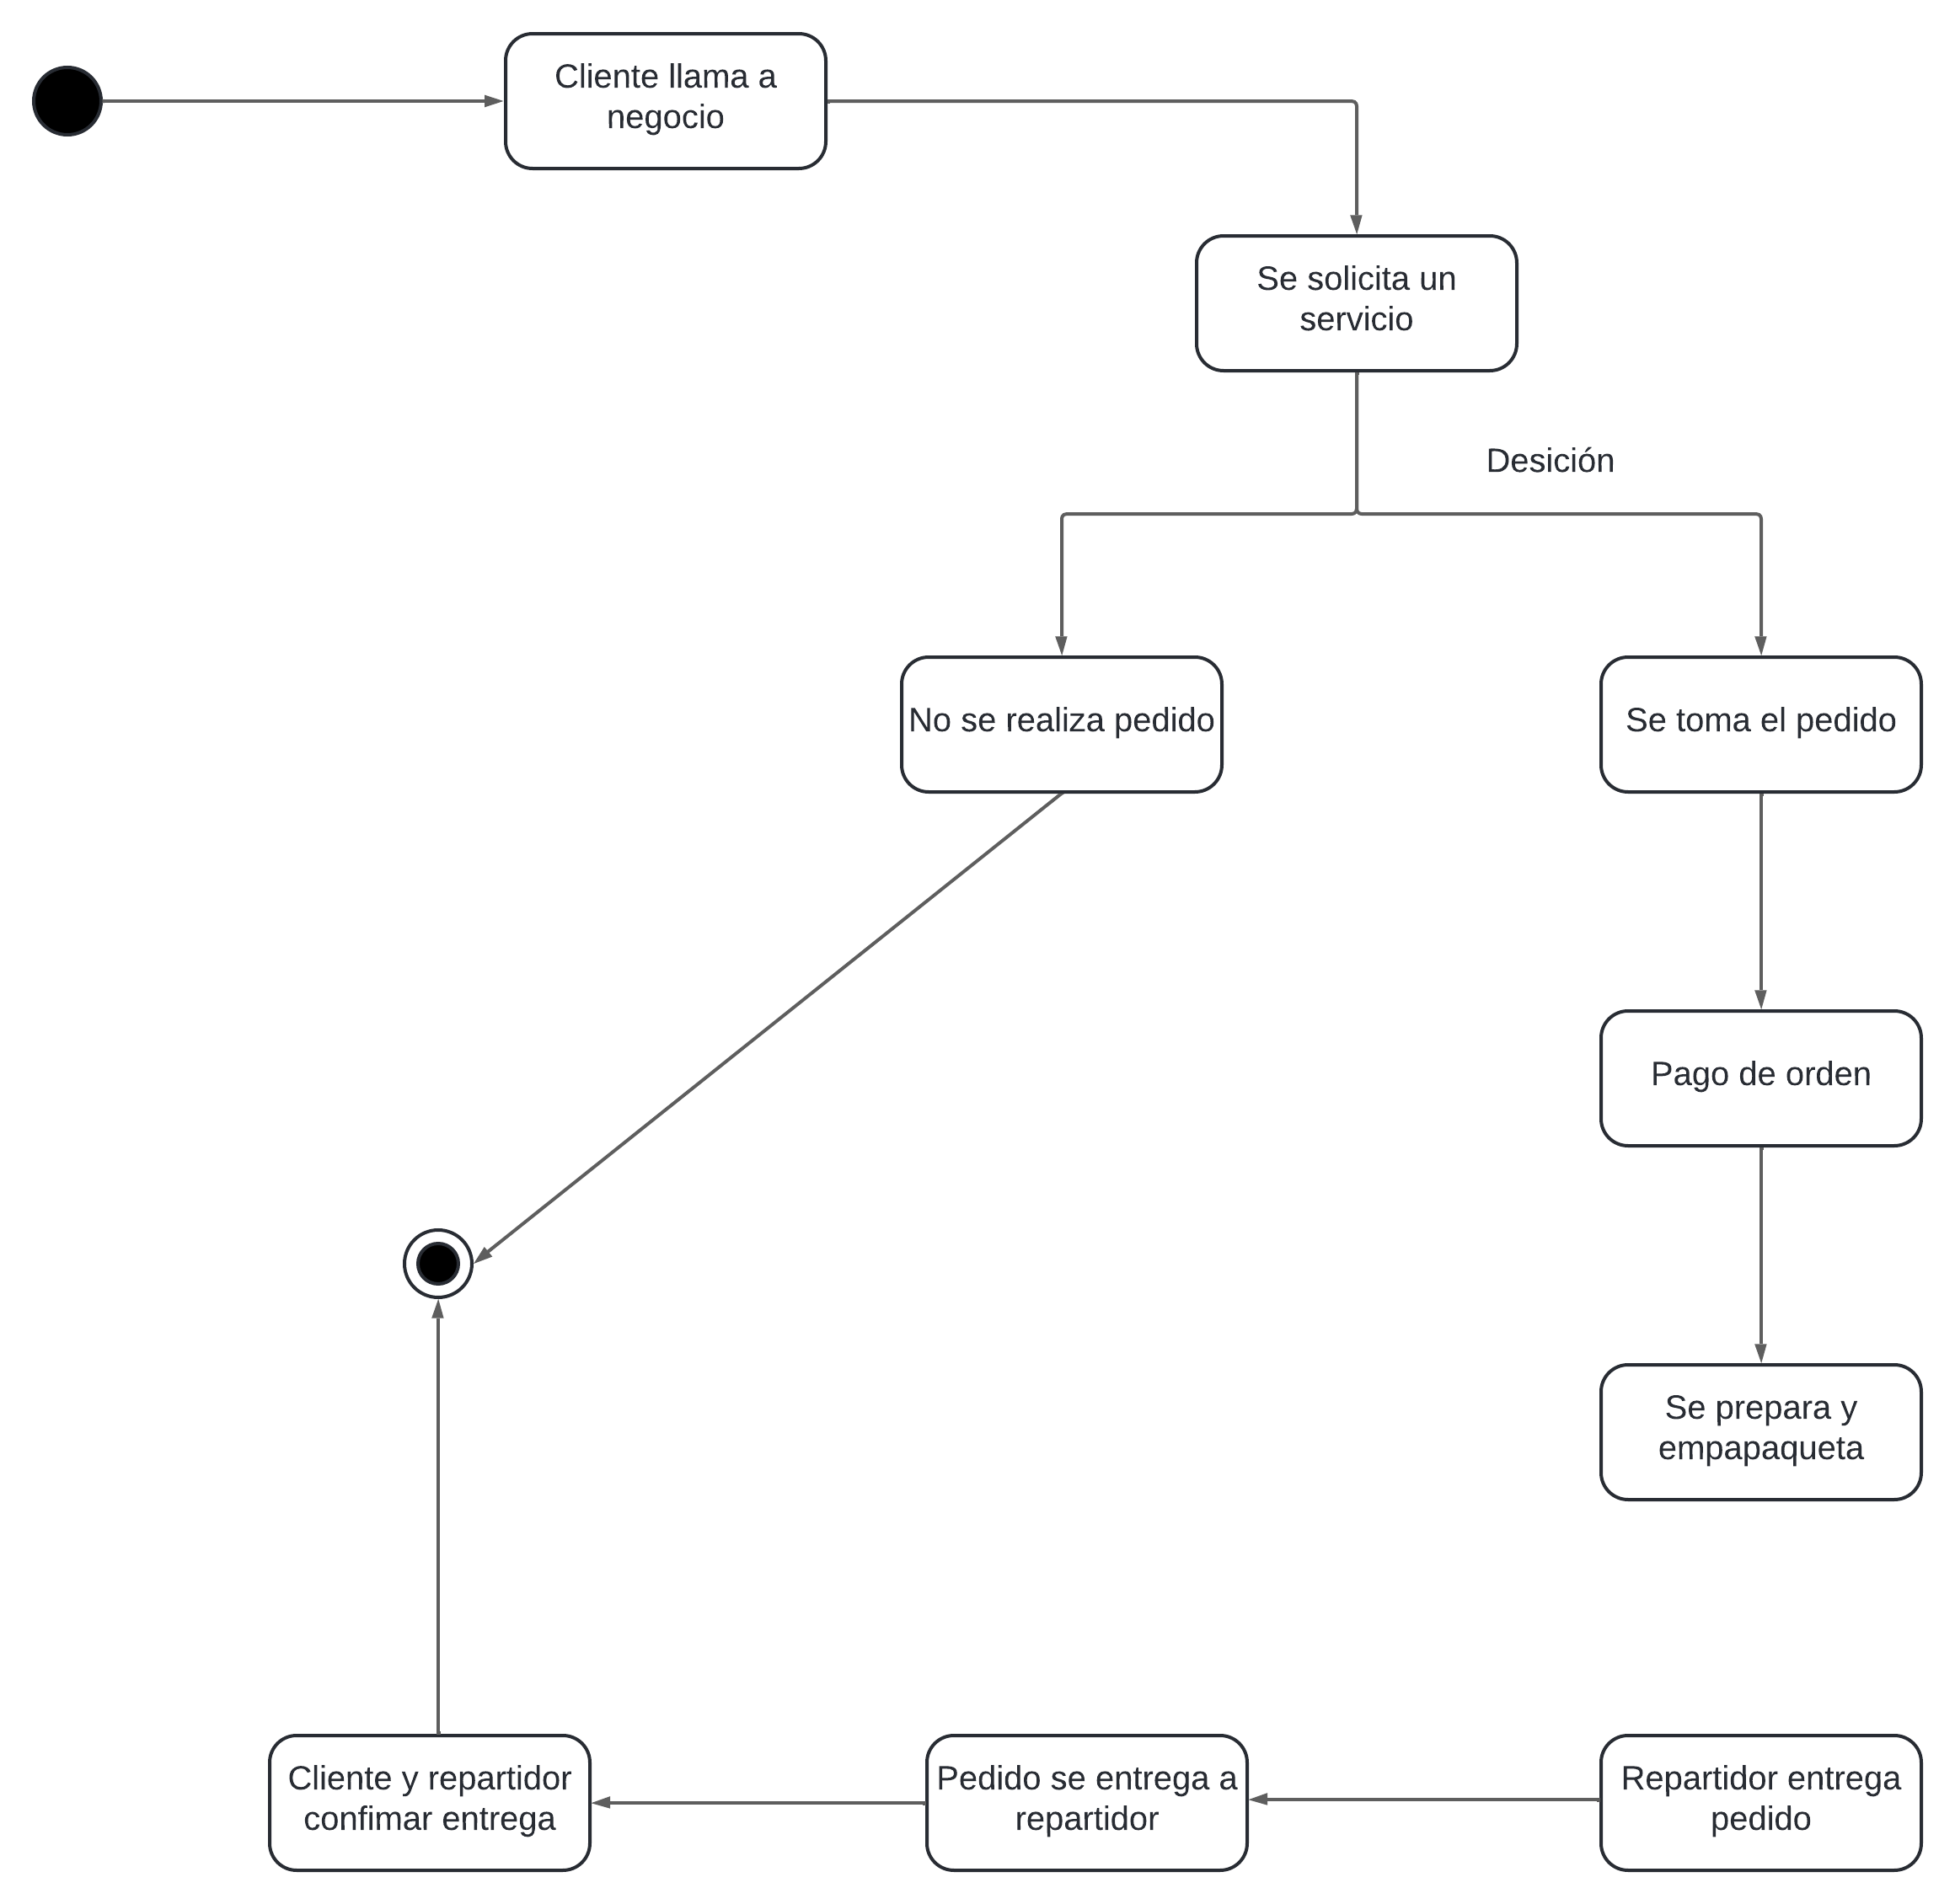 Cliente llama a
negocio
Se solicita un
servicio
Desición
No se realiza pedido
Se toma el pedido
Pago de orden
Se prepara y
empapaqueta
Cliente y repartidor
confimar entrega
Pedido se entrega a
repartidor
Repartidor entrega
pedido